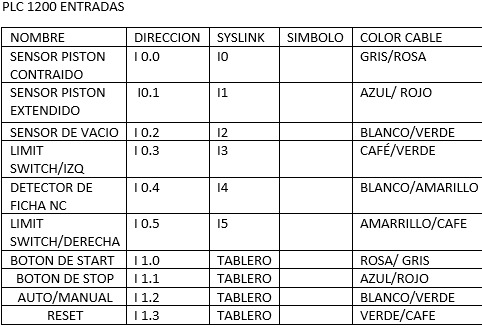 PLC 1200 ENTRADAS
NOMBRE DIRECCION SYSLINK SIMBOLO COLOR CABLE
SENSOR PISTON CONTRAIDO I 0.0 I0 GRIS/ROSA
SENSOR PISTON EXTENDIDO I0.1 I1 AZUL/ ROJO
SENSOR DE VACIO I 0.2 I2 BLANCO/VERDE
LIMIT SWITCH/IZQ I 0.3 I3 CAFÉ/VERDE
DETECTOR DE FICHA NC I 0.4 I4 BLANCO/AMARILLO
LIMIT SWITCH/DERECHA I 0.5 I5 AMARRILLO/CAFE
BOTON DE START I 1.0 TABLERO ROSA/ GRIS
BOTON DE STOP I 1.1 TABLERO AZUL/ROJO
AUTO/MANUAL I 1.2 TABLERO BLANCO/VERDE
RESET I 1.3 TABLERO VERDE/CAFE